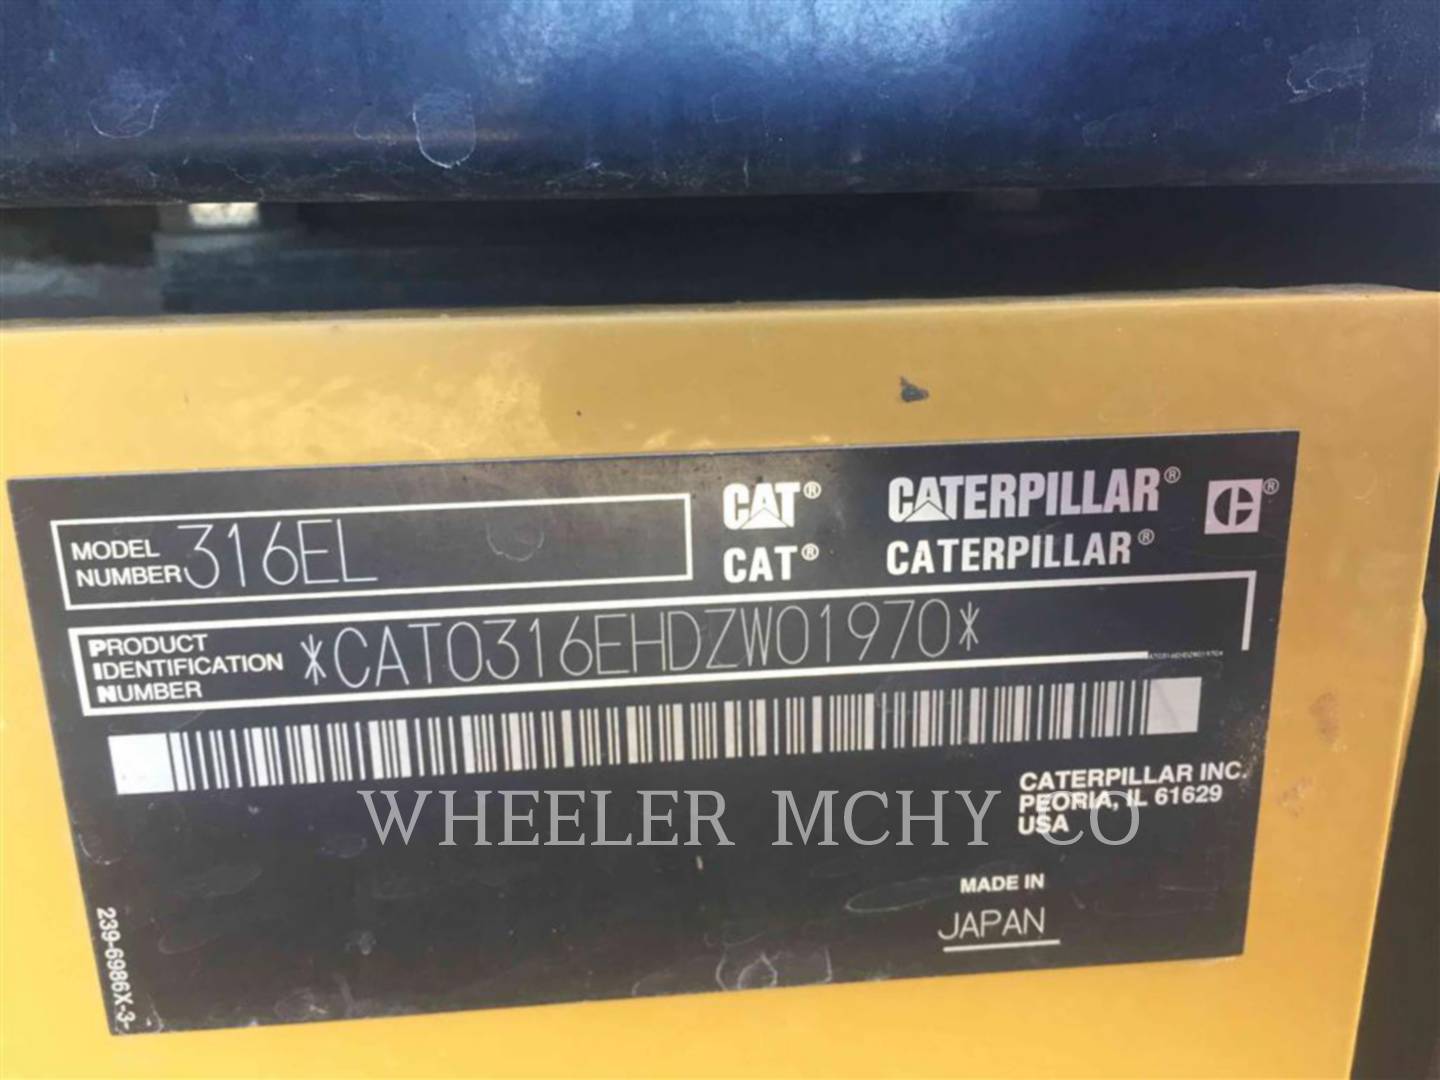 MODEL NUMBER 316EL
CAT® CATERPILLAR® ®
CAT® CATERPILLAR®
PRODUCT IDENTIFICATION NUMBER *CAT0316EHDZW01970*
CATERPILLAR INC.
PEORIA, IL 61629
USA
WHEELER MCHY CO
MADE IN
JAPAN
239-6986X-3-